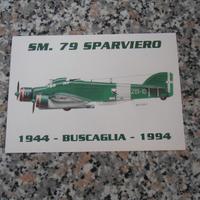 SM. 79 SPARVIERO
1944 - BUSCAGLIA - 1994